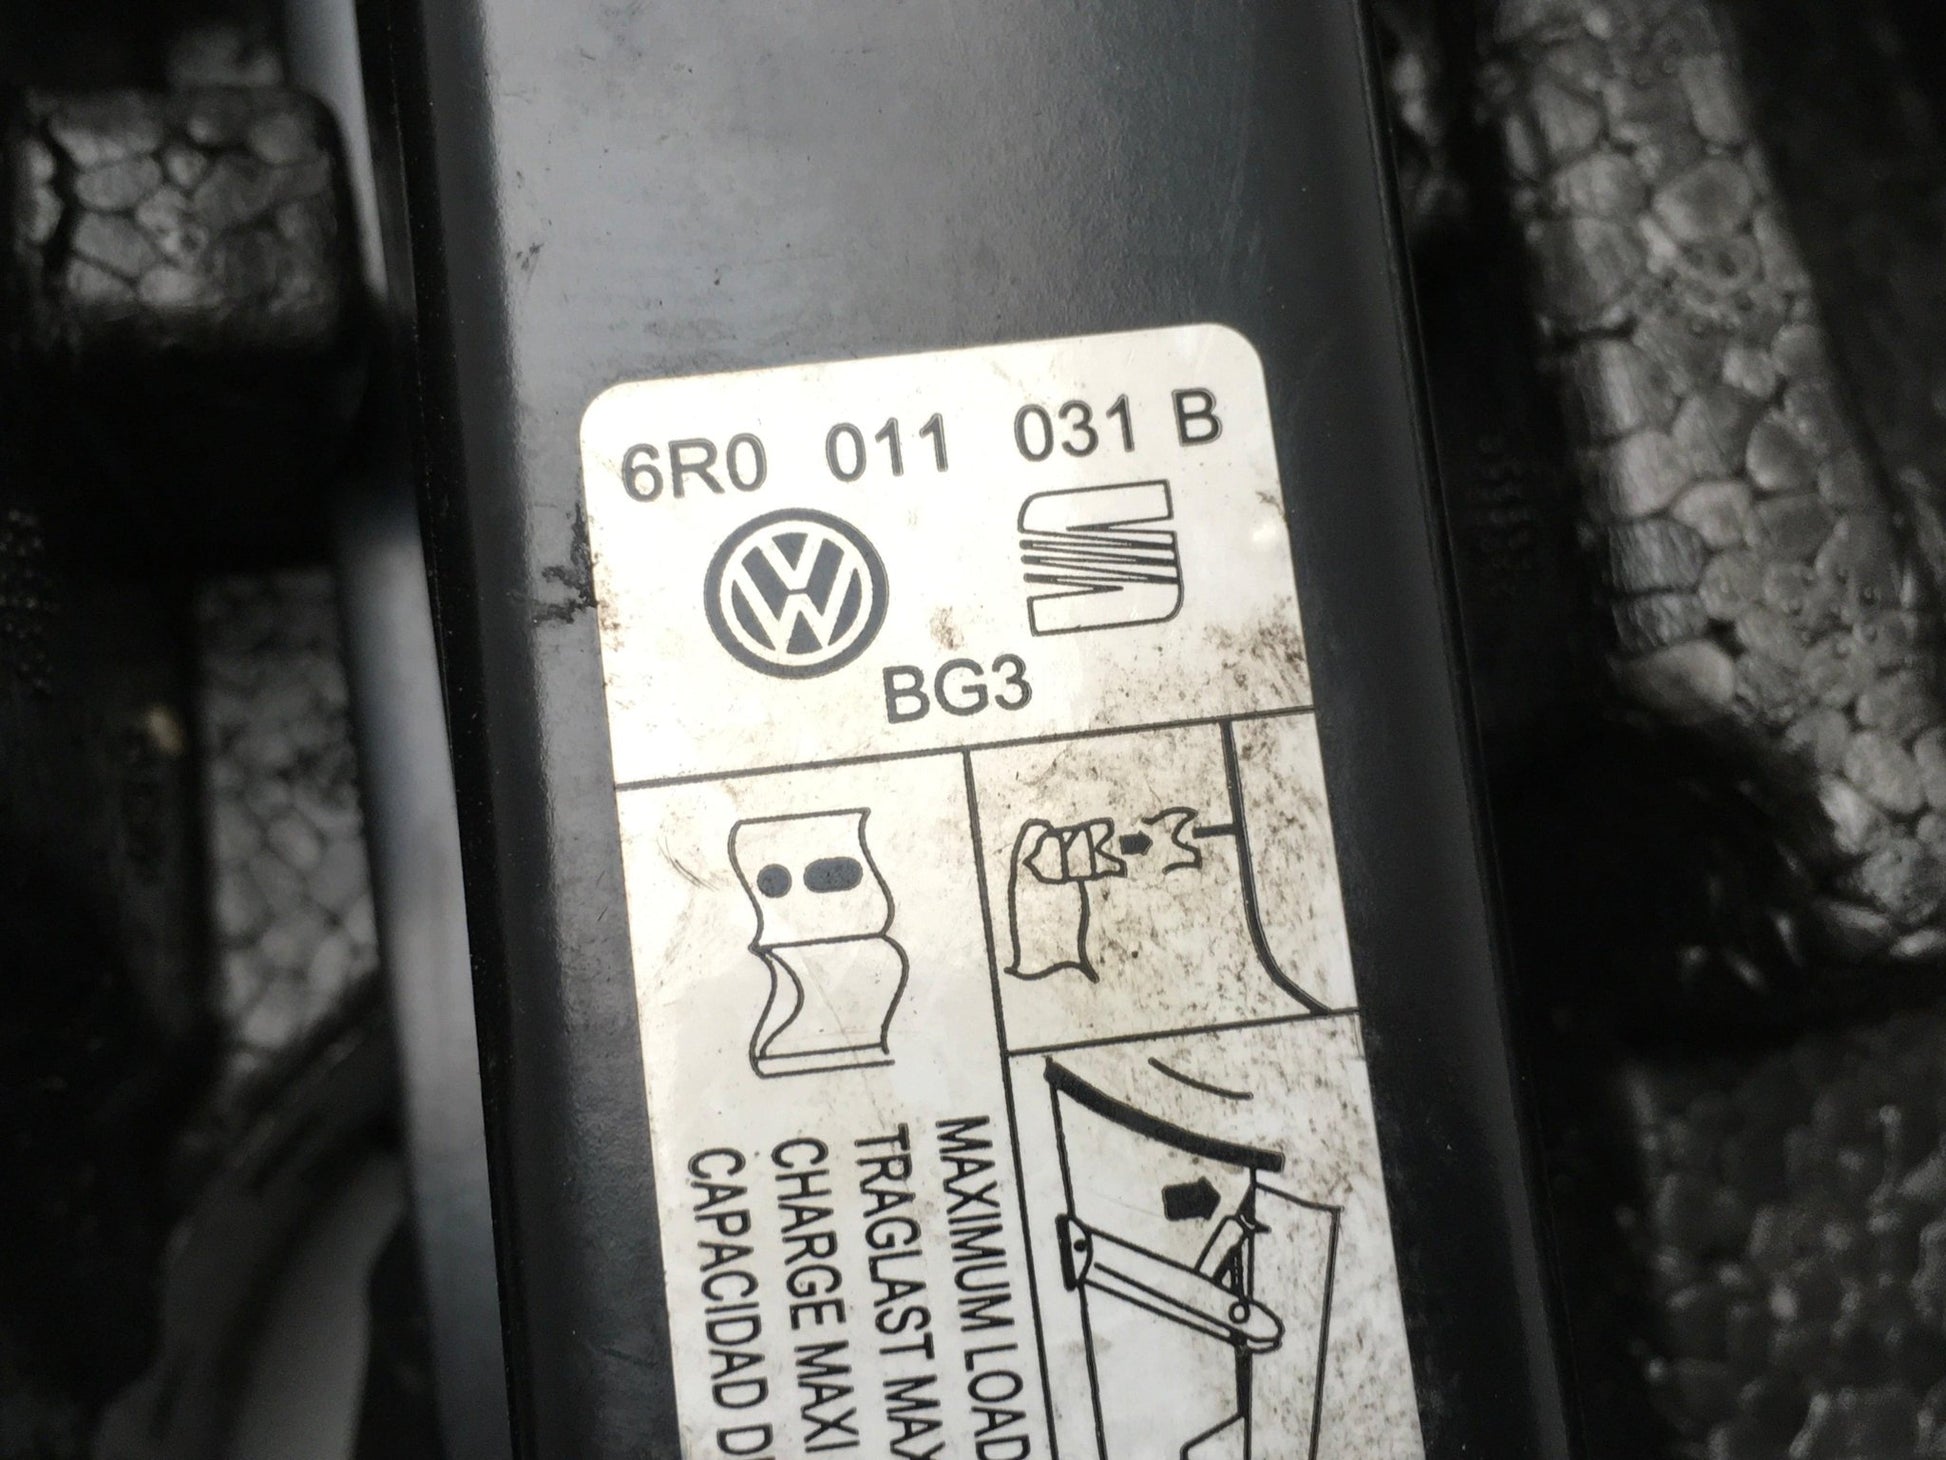 6R0 011 031 B
BG3
MAXIMUM LOAD
TRAGLAST MAX
CHARGE MAXI
CAPACIDAD D